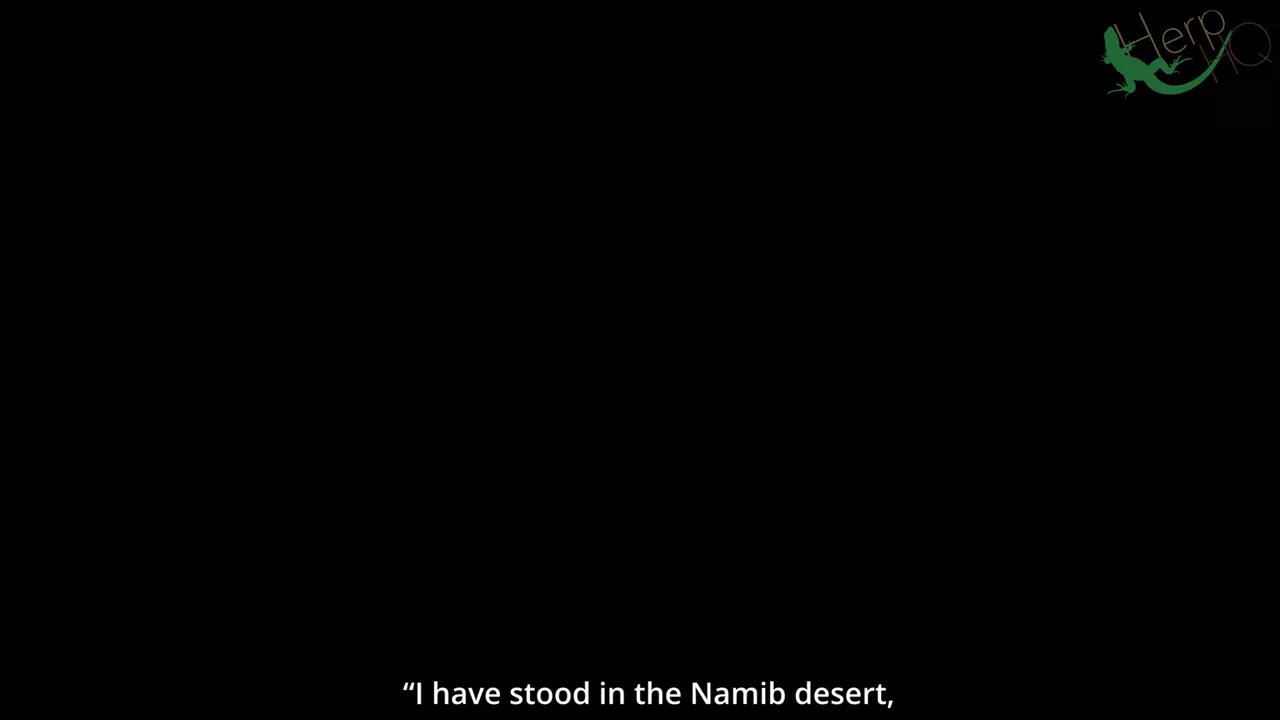 Herp
HQ
“I have stood in the Namib desert,